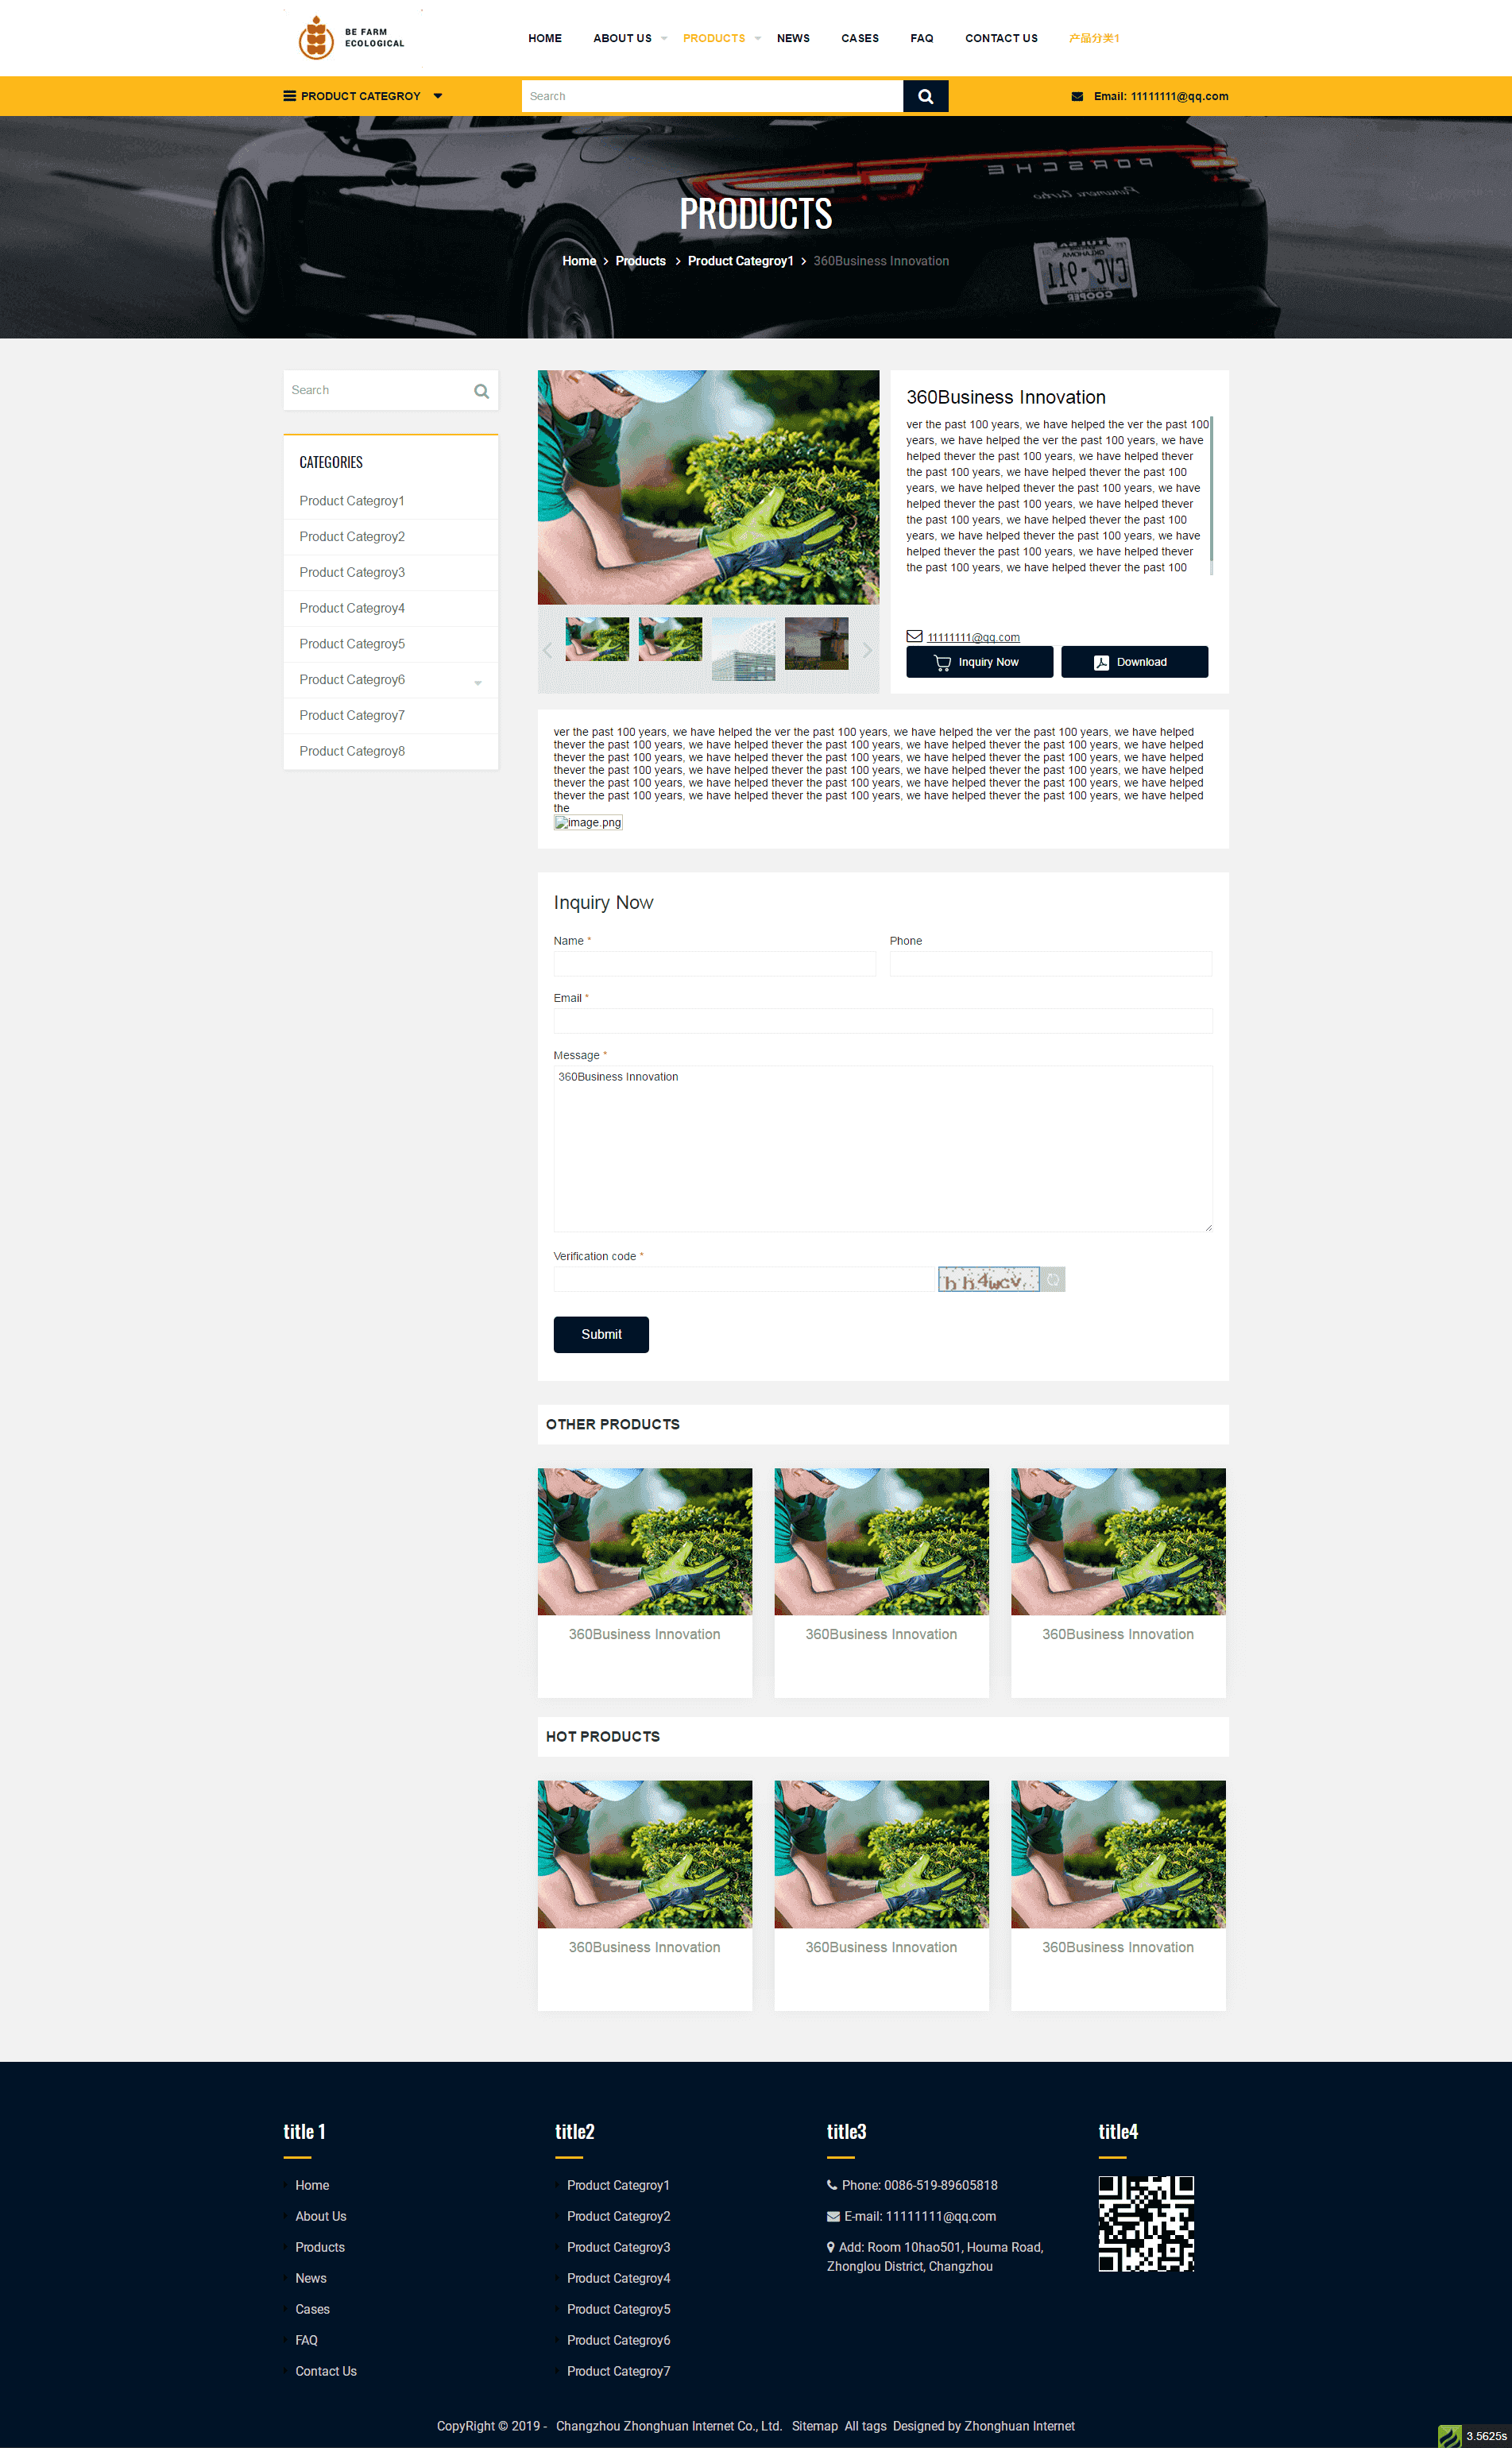 BE FARM
ECOLOGICAL
HOME ABOUT US PRODUCTS NEWS CASES FAQ CONTACT US 产品分类1
PRODUCT CATEGROY
Search
Email: 11111111@qq.com
PORSCHE
Panamera Turbo
OKLAHOMA
CVC-911
COOPER
PRODUCTS
Home > Products > Product Categroy1 > 360Business Innovation
Search
CATEGORIES
Product Categroy1
Product Categroy2
Product Categroy3
Product Categroy4
Product Categroy5
Product Categroy6
Product Categroy7
Product Categroy8
360Business Innovation
ver the past 100 years, we have helped the ver the past 100
years, we have helped the ver the past 100 years, we have
helped thever the past 100 years, we have helped thever
the past 100 years, we have helped thever the past 100
years, we have helped thever the past 100 years, we have
helped thever the past 100 years, we have helped thever
the past 100 years, we have helped thever the past 100
years, we have helped thever the past 100 years, we have
helped thever the past 100 years, we have helped thever
the past 100 years, we have helped thever the past 100
11111111@qq.com
Inquiry Now
Download
ver the past 100 years, we have helped the ver the past 100 years, we have helped the ver the past 100 years, we have helped
thever the past 100 years, we have helped thever the past 100 years, we have helped thever the past 100 years, we have helped
thever the past 100 years, we have helped thever the past 100 years, we have helped thever the past 100 years, we have helped
thever the past 100 years, we have helped thever the past 100 years, we have helped thever the past 100 years, we have helped
thever the past 100 years, we have helped thever the past 100 years, we have helped thever the past 100 years, we have helped
thever the past 100 years, we have helped thever the past 100 years, we have helped thever the past 100 years, we have helped
the
image.png
Inquiry Now
Name *
Phone
Email *
Message *
360Business Innovation
Verification code *
hh4wcv
Submit
OTHER PRODUCTS
360Business Innovation
360Business Innovation
360Business Innovation
HOT PRODUCTS
360Business Innovation
360Business Innovation
360Business Innovation
title 1
Home
About Us
Products
News
Cases
FAQ
Contact Us
title2
Product Categroy1
Product Categroy2
Product Categroy3
Product Categroy4
Product Categroy5
Product Categroy6
Product Categroy7
title3
Phone: 0086-519-89605818
E-mail: 11111111@qq.com
Add: Room 10hao501, Houma Road,
Zhonglou District, Changzhou
title4
CopyRight © 2019 - Changzhou Zhonghuan Internet Co., Ltd. Sitemap All tags Designed by Zhonghuan Internet
3.5625s